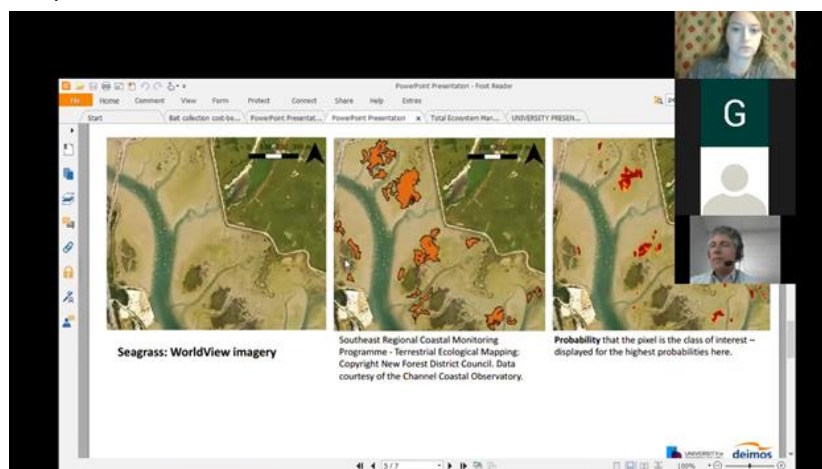 PowerPoint Presentation - Foxit Reader
File Home Comment View Form Protect Connect Share Help Extras
Start Bait collection cost-be... PowerPoint Presentat... PowerPoint Presentation × Total Ecosystem Man... UNIVERSITY PRESEN...
G
Seagrass: WorldView imagery
Southeast Regional Coastal Monitoring
Programme - Terrestrial Ecological Mapping:
Copyright New Forest District Council. Data
courtesy of the Channel Coastal Observatory.
Probability that the pixel is the class of interest –
displayed for the highest probabilities here.
deimos
5 / 7
100%